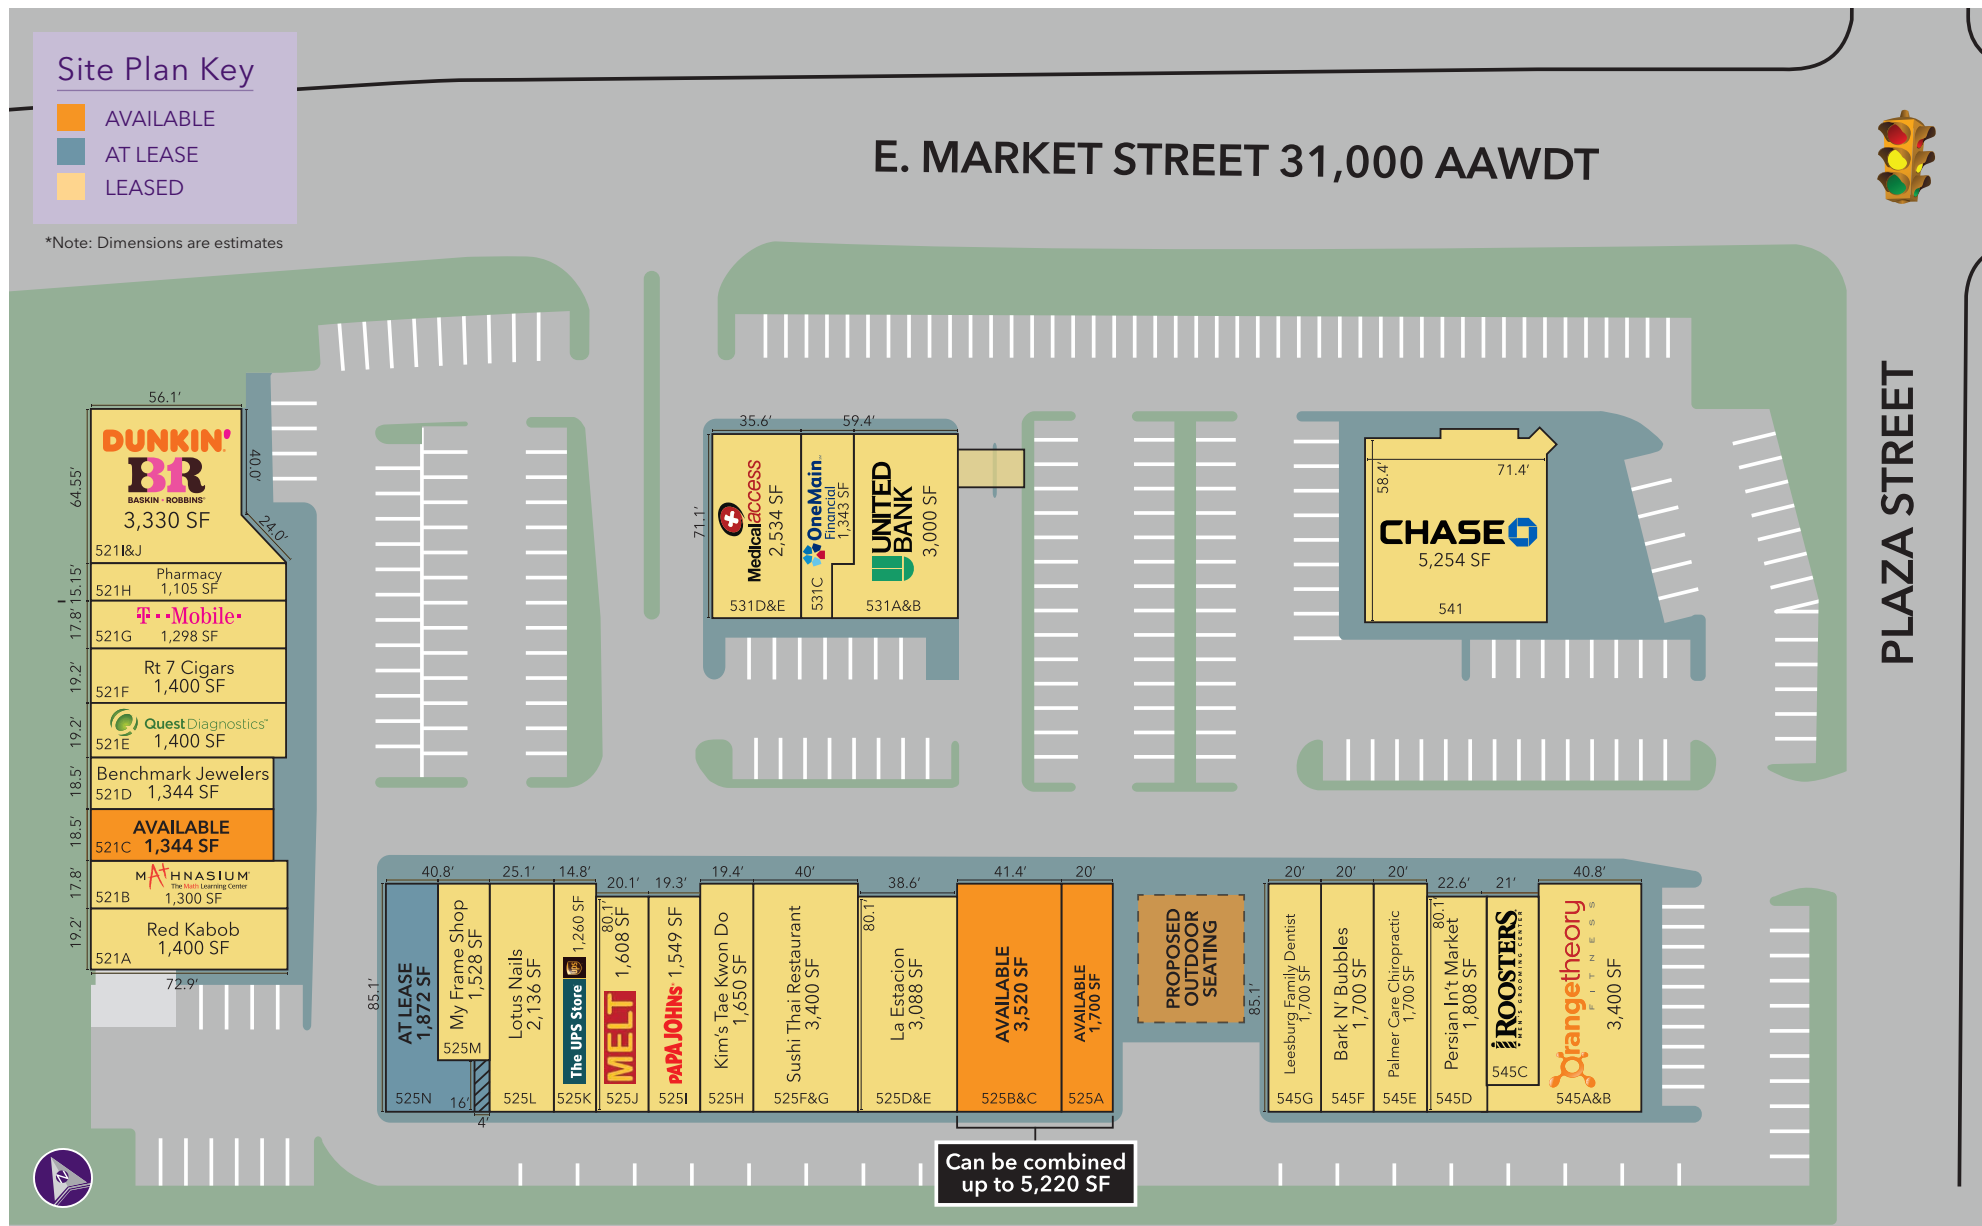 Site Plan Key
AVAILABLE
AT LEASE
LEASED
*Note: Dimensions are estimates
E. MARKET STREET 31,000 AAWDT
PLAZA STREET
56.1'
64.55'
40.0'
24.0'
DUNKIN'
BR
BASKIN·ROBBINS
3,330 SF
521I&J
15.15'
Pharmacy
1,105 SF
521H
17.8'
T··Mobile·
1,298 SF
521G
19.2'
Rt 7 Cigars
1,400 SF
521F
19.2'
Quest Diagnostics™
1,400 SF
521E
18.5'
Benchmark Jewelers
1,344 SF
521D
18.5'
AVAILABLE
1,344 SF
521C
17.8'
MATHNASIUM
The Math Learning Center
1,300 SF
521B
19.2'
Red Kabob
1,400 SF
521A
72.9'
35.6'
59.4'
71.1'
Medicalaccess
2,534 SF
531D&E
OneMain
Financial
1,343 SF
531C
UNITED
BANK
3,000 SF
531A&B
58.4'
71.4'
CHASE
5,254 SF
541
40.8'
25.1'
14.8'
20.1'
19.3'
19.4'
40'
38.6'
41.4'
20'
85.1'
AT LEASE
1,872 SF
525N
My Frame Shop
1,528 SF
525M
16'
4'
Lotus Nails
2,136 SF
525L
The UPS Store
ups
1,260 SF
525K
80.1'
MELT
1,608 SF
525J
PAPA JOHNS
1,549 SF
525I
Kim's Tae Kwon Do
1,650 SF
525H
Sushi Thai Restaurant
3,400 SF
525F&G
80.1'
La Estacion
3,088 SF
525D&E
AVAILABLE
3,520 SF
525B&C
AVAILABLE
1,700 SF
525A
Can be combined
up to 5,220 SF
PROPOSED
OUTDOOR
SEATING
85.1'
20'
20'
20'
22.6'
21'
40.8'
Leesburg Family Dentist
1,700 SF
545G
Bark N' Bubbles
1,700 SF
545F
Palmer Care Chiropractic
1,700 SF
545E
80.1'
Persian In't Market
1,808 SF
545D
ROOSTERS
MEN'S GROOMING CENTER
545C
Orangetheory
FITNESS
3,400 SF
545A&B
N